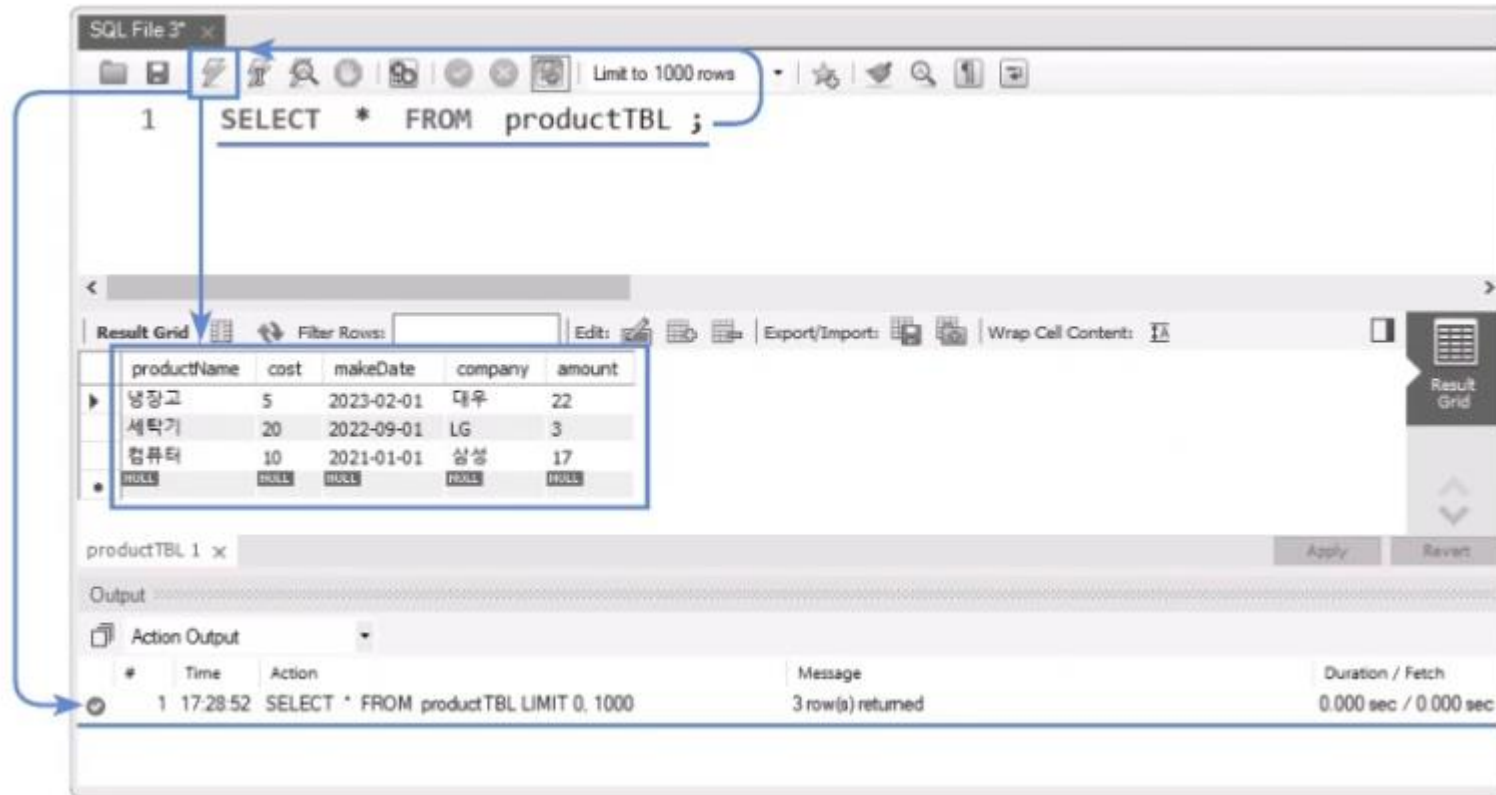 SQL File 3*
Limit to 1000 rows
1 SELECT * FROM productTBL ;
Result Grid Filter Rows: Edit: Export/Import: Wrap Cell Content:
Result
Grid
productName cost makeDate company amount
냉장고 5 2023-02-01 대우 22
세탁기 20 2022-09-01 LG 3
컴퓨터 10 2021-01-01 삼성 17
NULL NULL NULL NULL NULL
productTBL 1 Apply Revert
Output
Action Output
# Time Action Message Duration / Fetch
1 17:28:52 SELECT * FROM productTBL LIMIT 0, 1000 3 row(s) returned 0.000 sec / 0.000 sec